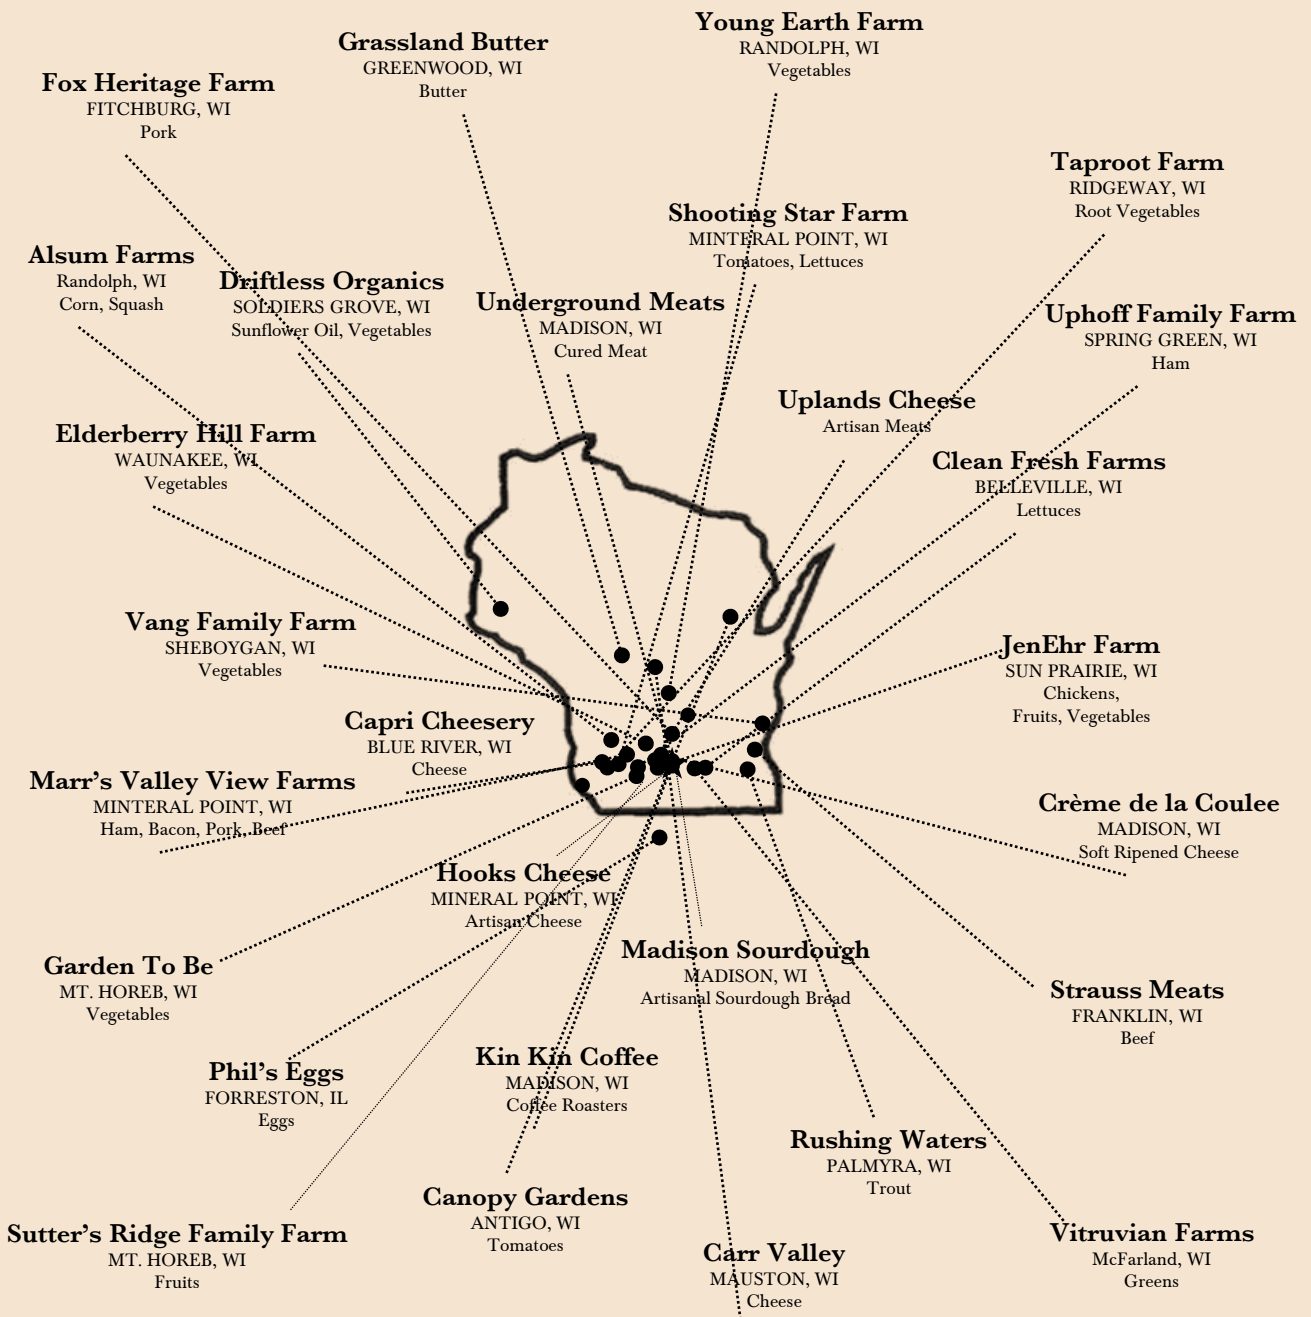 Young Earth Farm
RANDOLPH, WI
Vegetables
Grassland Butter
GREENWOOD, WI
Butter
Fox Heritage Farm
FITCHBURG, WI
Pork
Taproot Farm
RIDGEWAY, WI
Root Vegetables
Shooting Star Farm
MINTERAL POINT, WI
Tomatoes, Lettuces
Alsum Farms
Randolph, WI
Corn, Squash
Driftless Organics
SOLDIERS GROVE, WI
Sunflower Oil, Vegetables
Underground Meats
MADISON, WI
Cured Meat
Uphoff Family Farm
SPRING GREEN, WI
Ham
Uplands Cheese
Artisan Meats
Elderberry Hill Farm
WAUNAKEE, WI
Vegetables
Clean Fresh Farms
BELLEVILLE, WI
Lettuces
Vang Family Farm
SHEBOYGAN, WI
Vegetables
JenEhr Farm
SUN PRAIRIE, WI
Chickens,
Fruits, Vegetables
Capri Cheesery
BLUE RIVER, WI
Cheese
Marr's Valley View Farms
MINTERAL POINT, WI
Ham, Bacon, Pork, Beef
Crème de la Coulee
MADISON, WI
Soft Ripened Cheese
Hooks Cheese
MINERAL POINT, WI
Artisan Cheese
Madison Sourdough
MADISON, WI
Artisanal Sourdough Bread
Garden To Be
MT. HOREB, WI
Vegetables
Strauss Meats
FRANKLIN, WI
Beef
Kin Kin Coffee
MADISON, WI
Coffee Roasters
Phil's Eggs
FORRESTON, IL
Eggs
Rushing Waters
PALMYRA, WI
Trout
Canopy Gardens
ANTIGO, WI
Tomatoes
Sutter's Ridge Family Farm
MT. HOREB, WI
Fruits
Carr Valley
MAUSTON, WI
Cheese
Vitruvian Farms
McFarland, WI
Greens